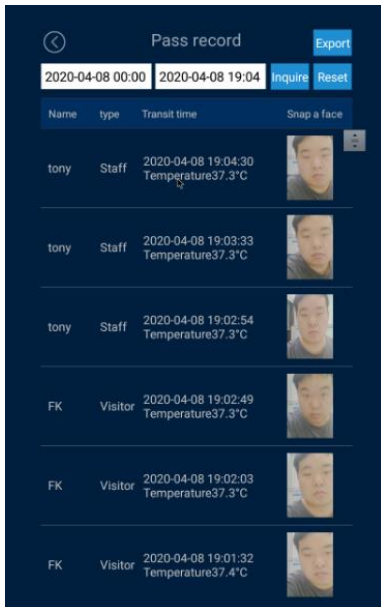 Pass record
Export
2020-04-08 00:00 2020-04-08 19:04 Inquire Reset
Name type Transit time Snap a face
tony Staff 2020-04-08 19:04:30
Temperature37.3°C
tony Staff 2020-04-08 19:03:33
Temperature37.3°C
tony Staff 2020-04-08 19:02:54
Temperature37.3°C
FK Visitor 2020-04-08 19:02:49
Temperature37.3°C
FK Visitor 2020-04-08 19:02:03
Temperature37.3°C
FK Visitor 2020-04-08 19:01:32
Temperature37.4°C